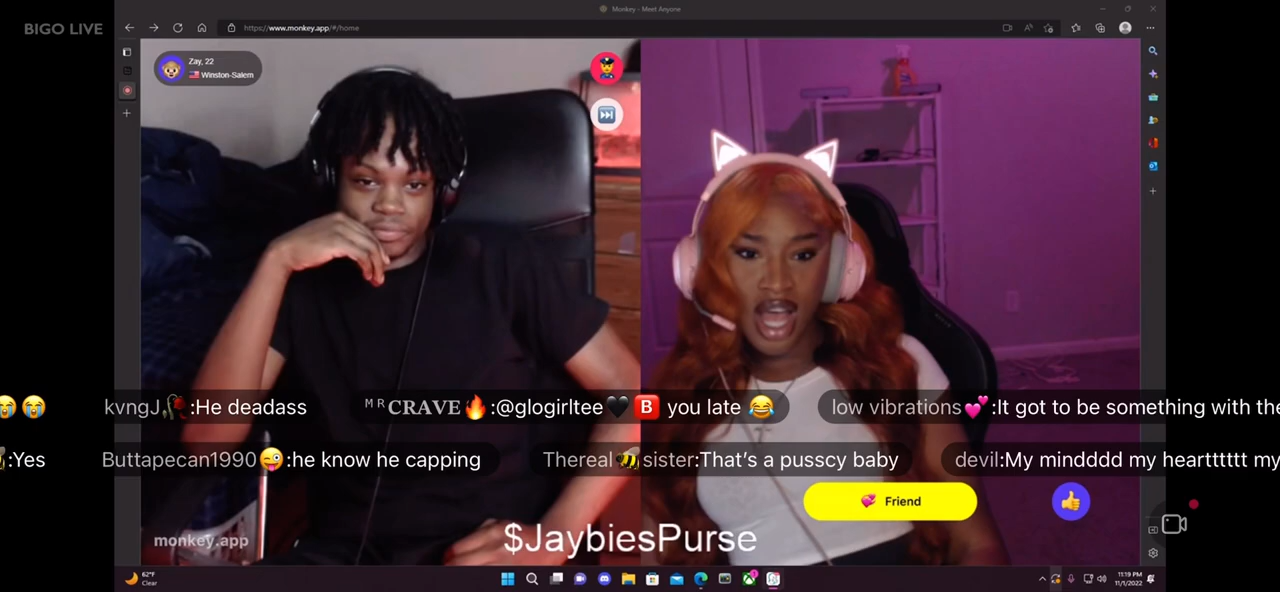 BIGO LIVE
Monkey - Meet Anyone
https://www.monkey.app/#/home
Zay, 22
Winston-Salem
kvngJ🥀:He deadass
ᴹᴿCRAVE🔥:@glogirltee🖤🅱️ you late 😂
low vibrations💕:It got to be something with the
:Yes
Buttapecan1990😜:he know he capping
Thereal🐝sister:That's a pusscy baby
devil:My mindddd my hearttttt my
💞 Friend
monkey.app
$JaybiesPurse
62°F
Clear
11:19 PM
11/1/2022